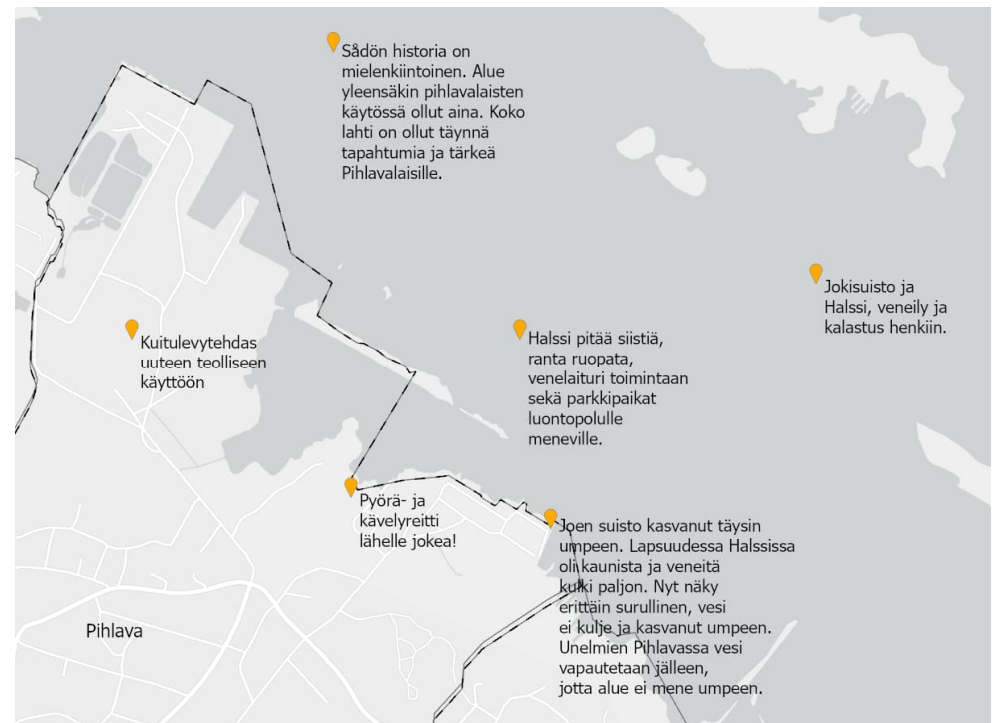 Sådön historia on
mielenkiintoinen. Alue
yleensäkin pihlavalaisten
käytössä ollut aina. Koko
lahti on ollut täynnä
tapahtumia ja tärkeä
Pihlavalaisille.
Jokisuisto ja
Halssi, veneily ja
kalastus henkiin.
Kuitulevytehdas
uuteen teolliseen
käyttöön
Halssi pitää siistiä,
ranta ruopata,
venelaituri toimintaan
sekä parkkipaikat
luontopolulle
meneville.
Pyörä- ja
kävelyreitti
lähelle jokea!
Joen suisto kasvanut täysin
umpeen. Lapsuudessa Halssissa
oli kaunista ja veneitä
kulki paljon. Nyt näky
erittäin surullinen, vesi
ei kulje ja kasvanut umpeen.
Unelmien Pihlavassa vesi
vapautetaan jälleen,
jotta alue ei mene umpeen.
Pihlava